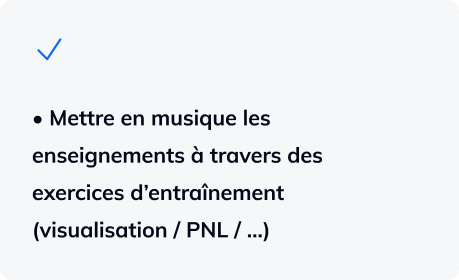 • Mettre en musique les
enseignements à travers des
exercices d’entraînement
(visualisation / PNL / ...)